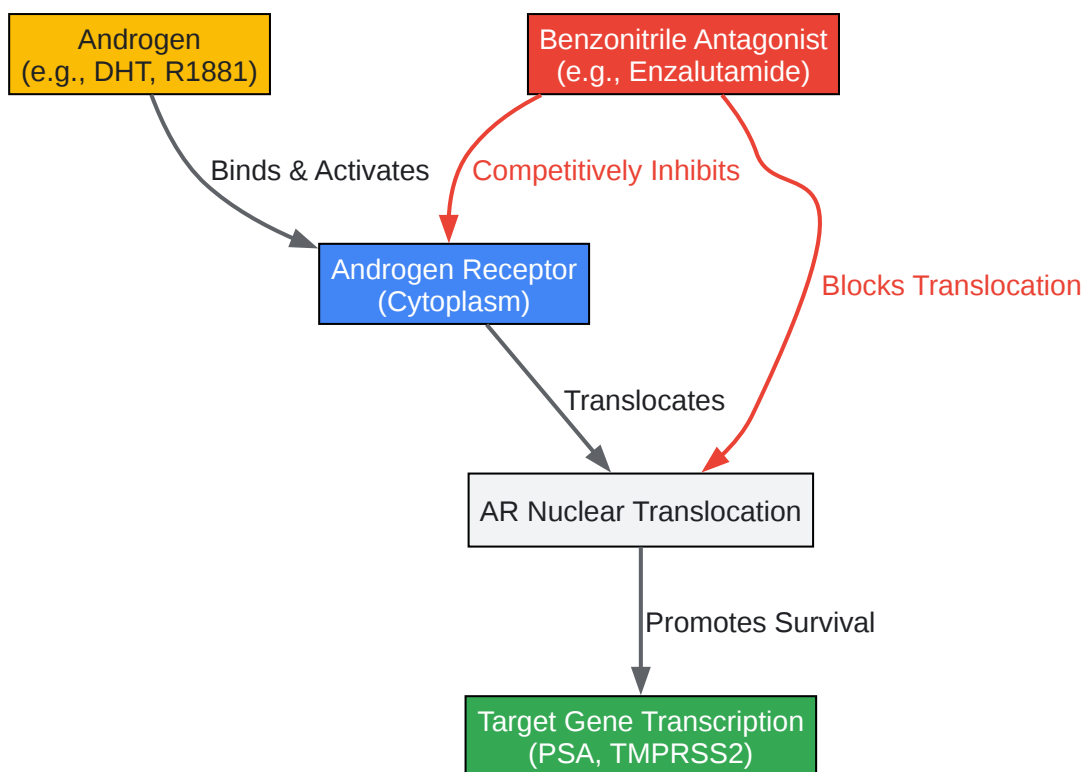 Androgen
(e.g., DHT, R1881)
Benzonitrile Antagonist
(e.g., Enzalutamide)
Binds & Activates
Competitively Inhibits
Androgen Receptor
(Cytoplasm)
Blocks Translocation
Translocates
AR Nuclear Translocation
Promotes Survival
Target Gene Transcription
(PSA, TMPRSS2)